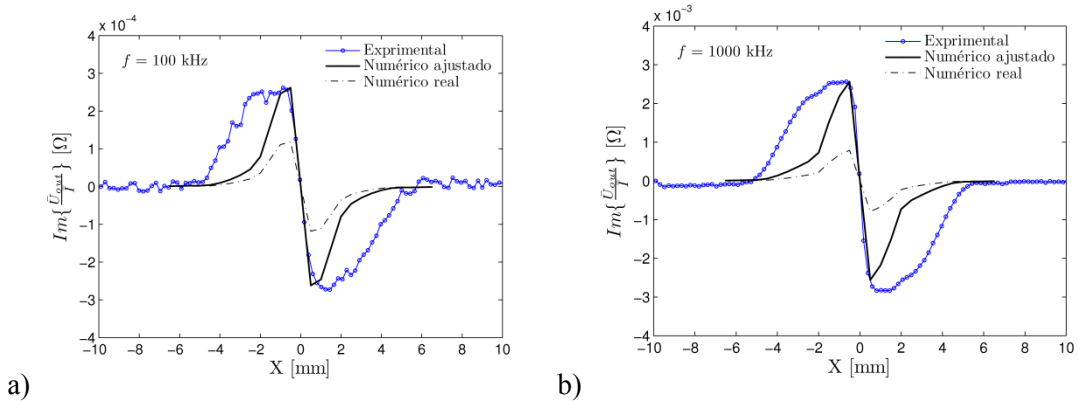 x 10⁻⁴
f = 100 kHz
Exprimental
Numérico ajustado
Numérico real
4
3
2
1
0
−1
−2
−3
−4
Im{Ũout/I} [Ω]
−10 −8 −6 −4 −2 0 2 4 6 8 10
X [mm]
a)
x 10⁻³
f = 1000 kHz
Exprimental
Numérico ajustado
Numérico real
4
3
2
1
0
−1
−2
−3
−4
Im{Ũout/I} [Ω]
−10 −8 −6 −4 −2 0 2 4 6 8 10
X [mm]
b)